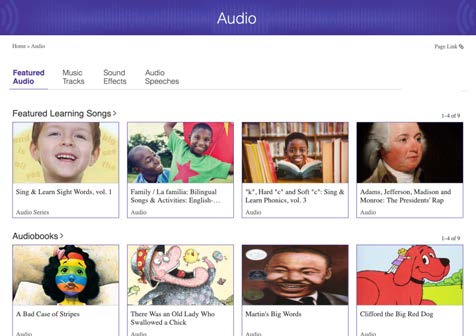 Audio
Home » Audio
Page Link
Featured Audio
Music Tracks
Sound Effects
Audio Speeches
Featured Learning Songs >
1-4 of 9
Sing & Learn Sight Words, vol. 1
Audio Series
Family / La familia: Bilingual
Songs & Activities: English-…
Audio
"k", Hard "c" and Soft "c": Sing &
Learn Phonics, vol. 3
Audio
Adams, Jefferson, Madison and
Monroe: The Presidents' Rap
Audio
Audiobooks >
1-4 of 9
A Bad Case of Stripes
Audio
There Was an Old Lady Who
Swallowed a Chick
Audio
Martin's Big Words
Audio
Clifford the Big Red Dog
Audio